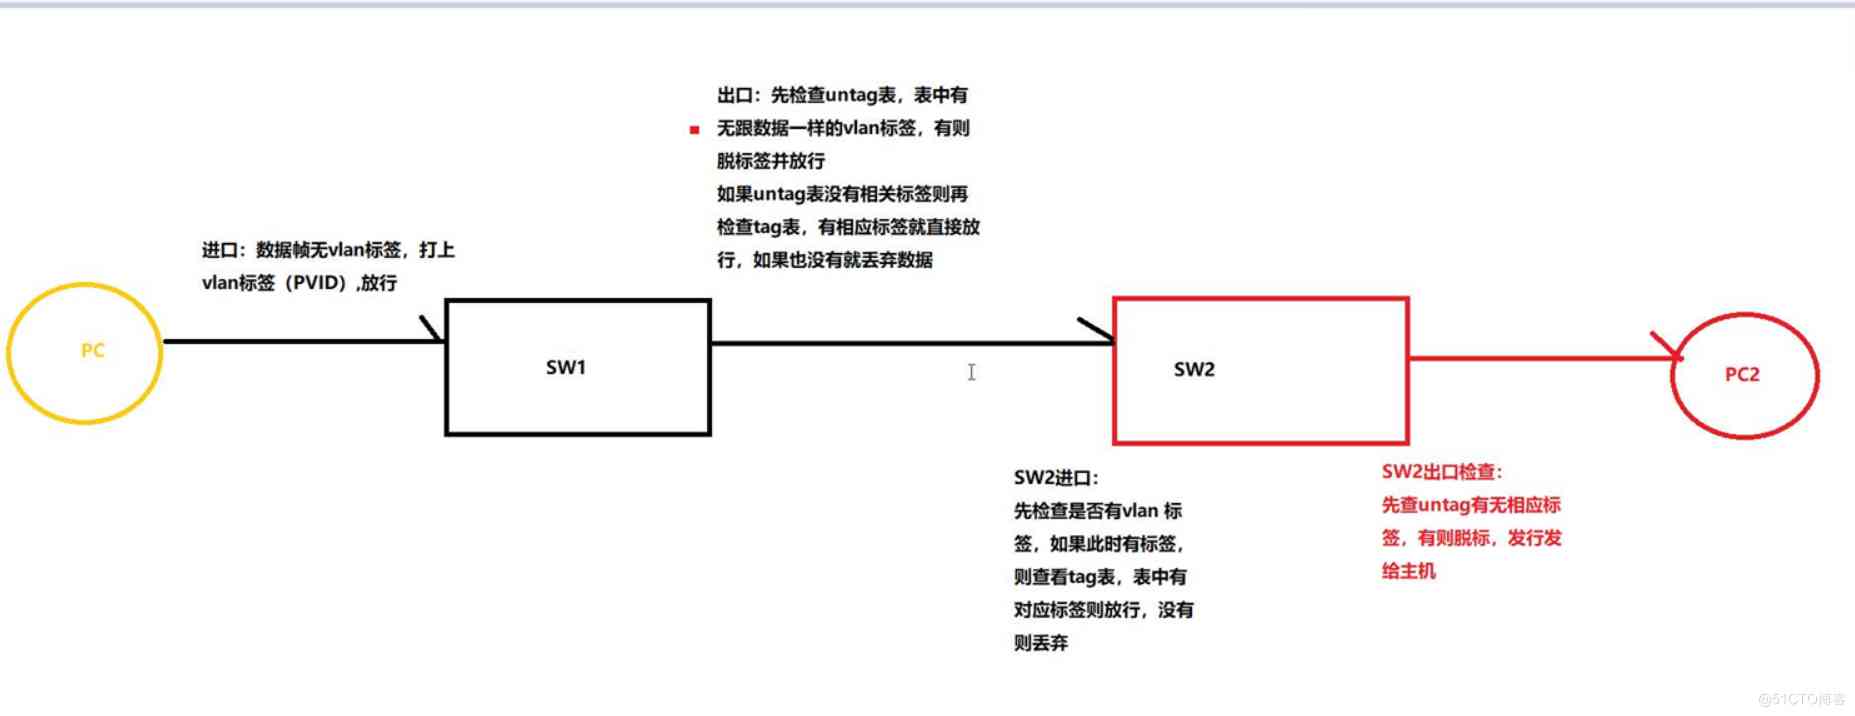 出口：先检查untag表，表中有
无跟数据一样的vlan标签，有则
脱标签并放行
如果untag表没有相关标签则再
检查tag表，有相应标签就直接放
行，如果也没有就丢弃数据
进口：数据帧无vlan标签，打上
vlan标签（PVID）,放行
PC
SW1
SW2
PC2
SW2进口：
先检查是否有vlan 标
签，如果此时有标签，
则查看tag表，表中有
对应标签则放行，没有
则丢弃
SW2出口检查：
先查untag有无相应标
签，有则脱标，发行发
给主机
@51CTO博客